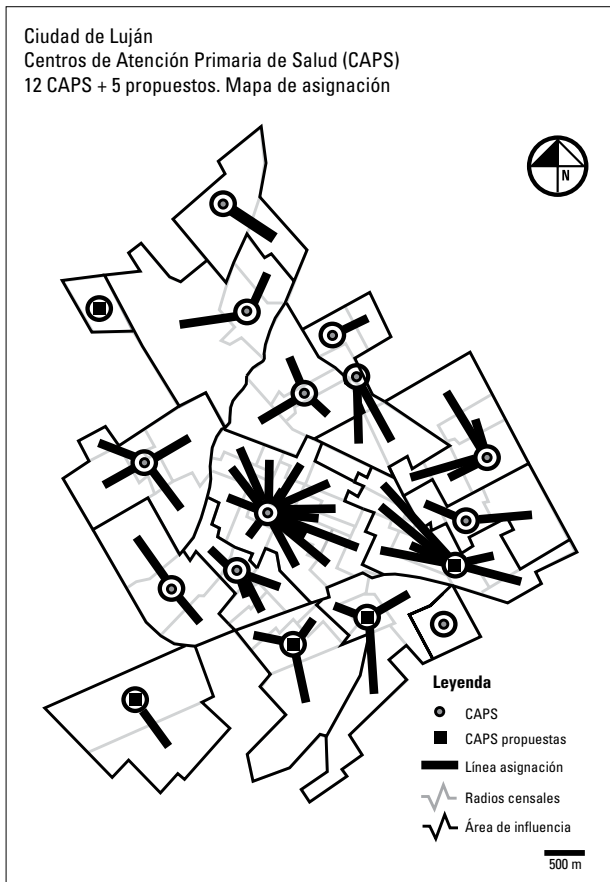 Ciudad de Luján
Centros de Atención Primaria de Salud (CAPS)
12 CAPS + 5 propuestos. Mapa de asignación
N
Leyenda
CAPS
CAPS propuestas
Línea asignación
Radios censales
Área de influencia
500 m